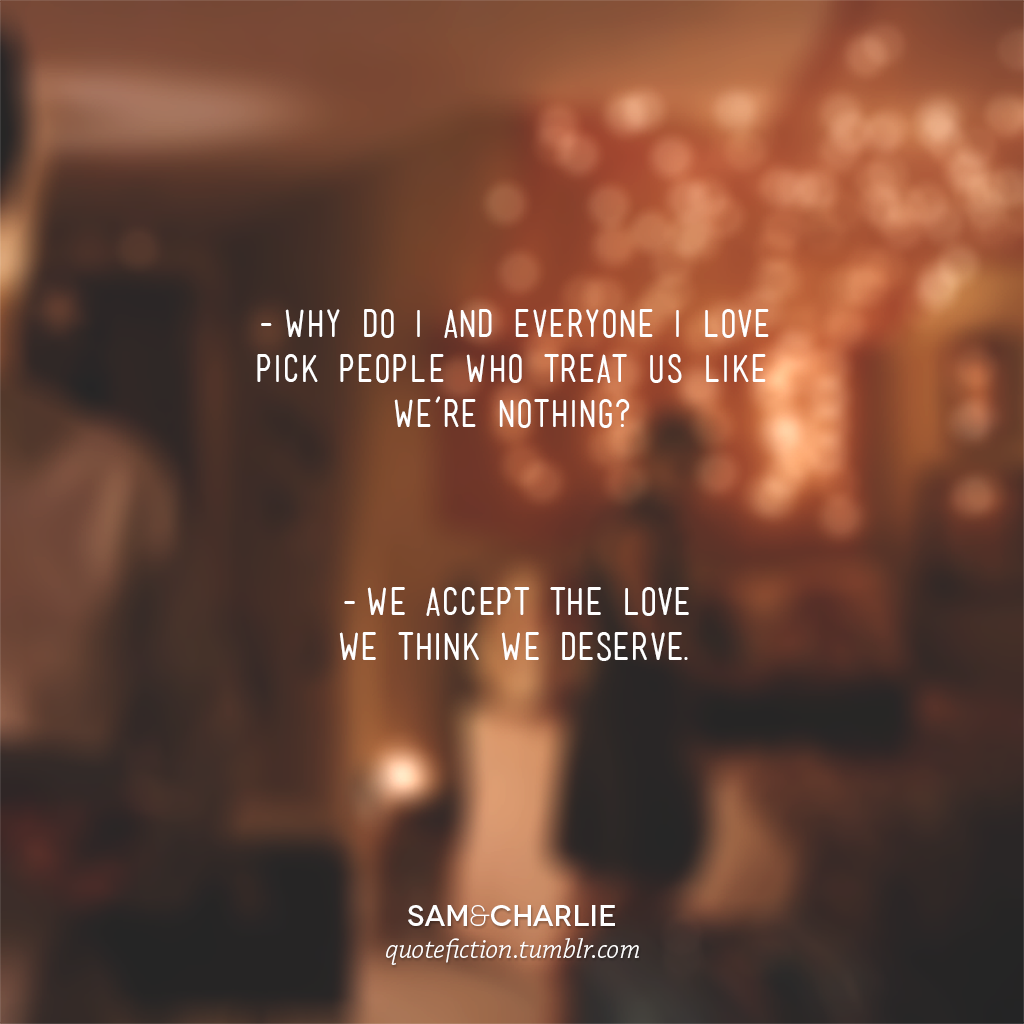 - WHY DO I AND EVERYONE I LOVE
PICK PEOPLE WHO TREAT US LIKE
WE'RE NOTHING?
- WE ACCEPT THE LOVE
WE THINK WE DESERVE.
SAM&CHARLIE
quotefiction.tumblr.com